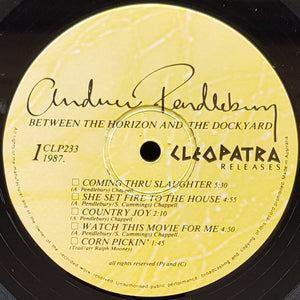 Andrew Pendlebury
BETWEEN THE HORIZON AND THE DOCKYARD
1 CLP233
1987.
CLEOPATRA
RELEASES
COMING THRU SLAUGHTER 5:30
(A. Pendlebury) Chappell.
SHE SET FIRE TO THE HOUSE 4:55
(A. Pendlebury/S. Cummings) Chappell.
COUNTRY JOY 2:10
(A. Pendlebury) Chappell.
WATCH THIS MOVIE FOR ME 4:50
(A. Pendlebury/S. Cummings) Chappell.
CORN PICKIN' 1:45
(Trad/arr Ralph Mooney)
all rights reserved (P) and (C)